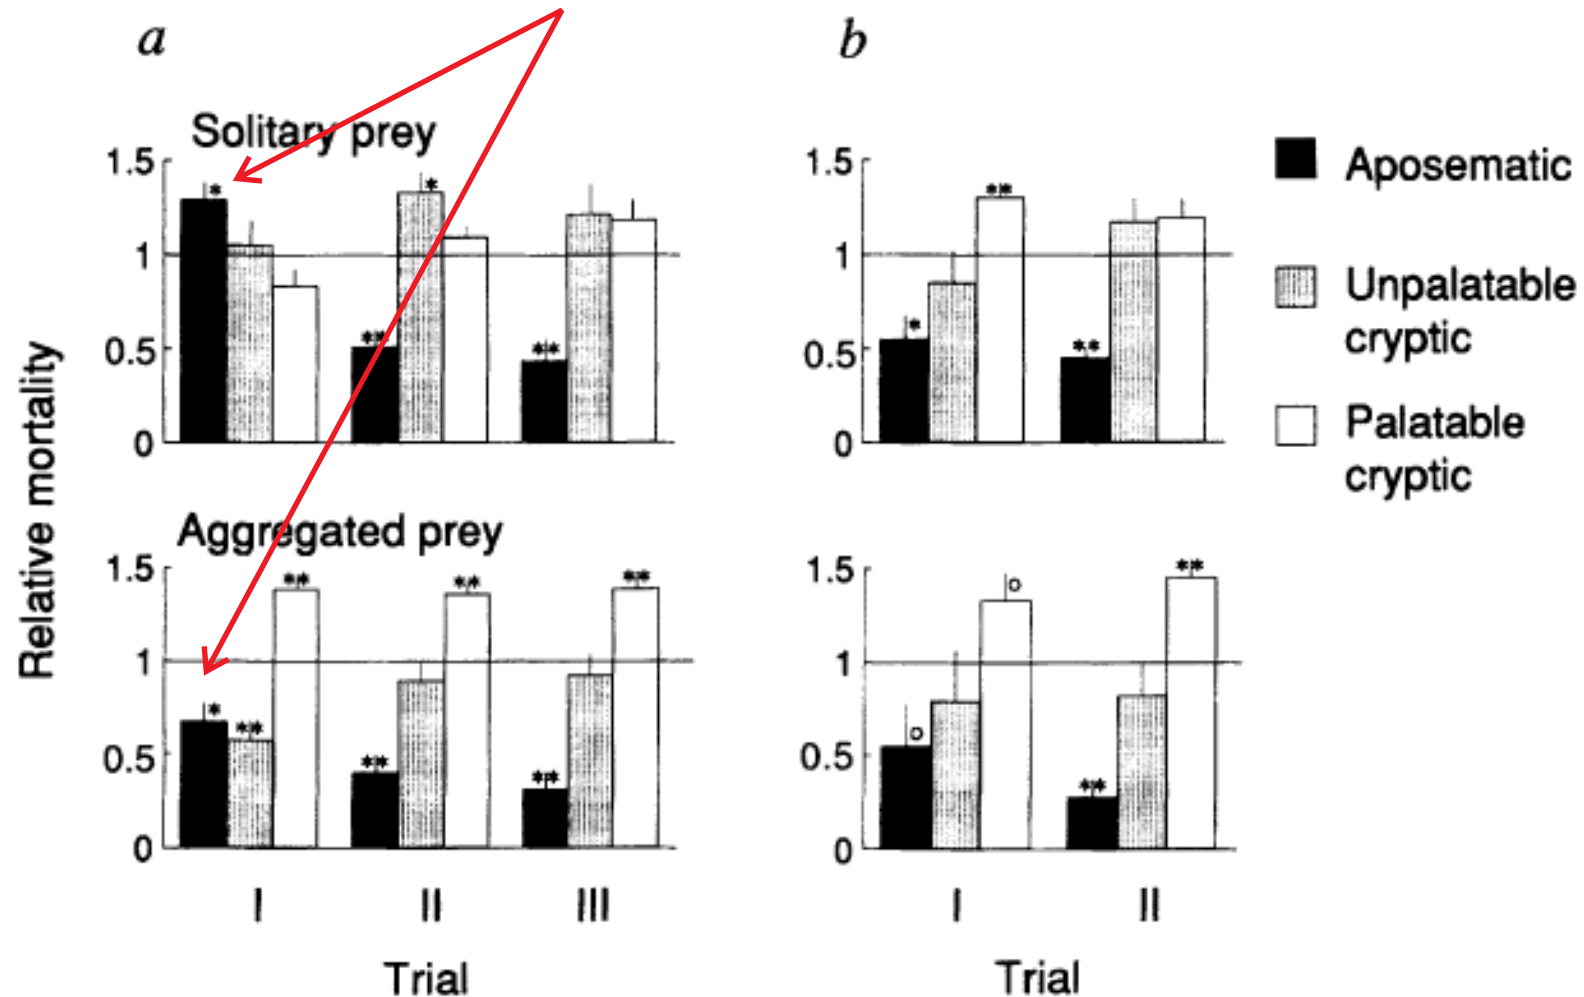 a
b
Solitary prey
1.5
1
0.5
0
*
**
*
**
1.5
1
0.5
0
*
**
**
Aposematic
Unpalatable
cryptic
Palatable
cryptic
Relative mortality
Aggregated prey
1.5
1
0.5
0
*
**
**
**
**
**
**
1.5
1
0.5
0
o
o
**
**
I II III
I II
Trial
Trial